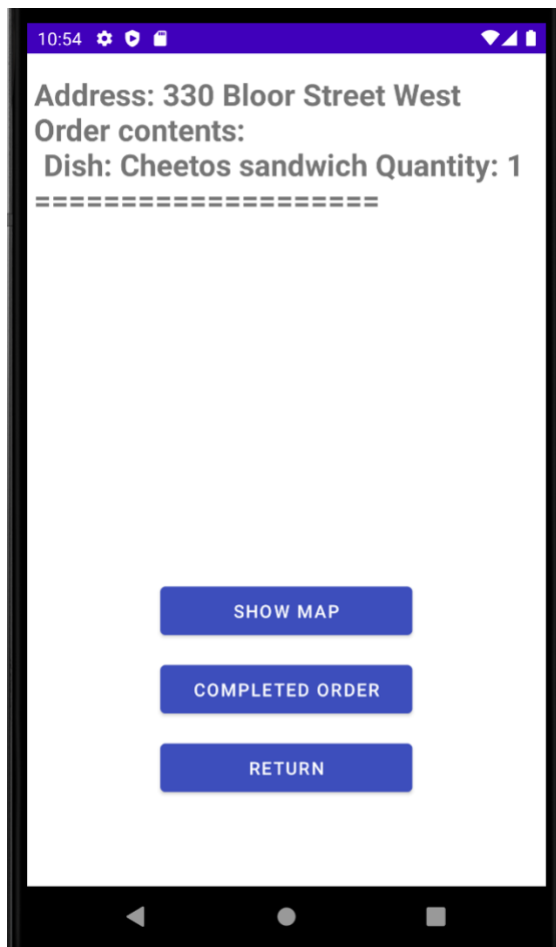 10:54
Address: 330 Bloor Street West
Order contents:
Dish: Cheetos sandwich Quantity: 1
====================
SHOW MAP
COMPLETED ORDER
RETURN